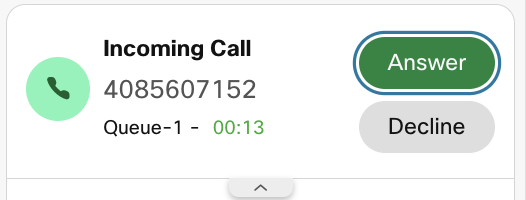 Incoming Call
4085607152
Queue-1 - 00:13
Answer
Decline